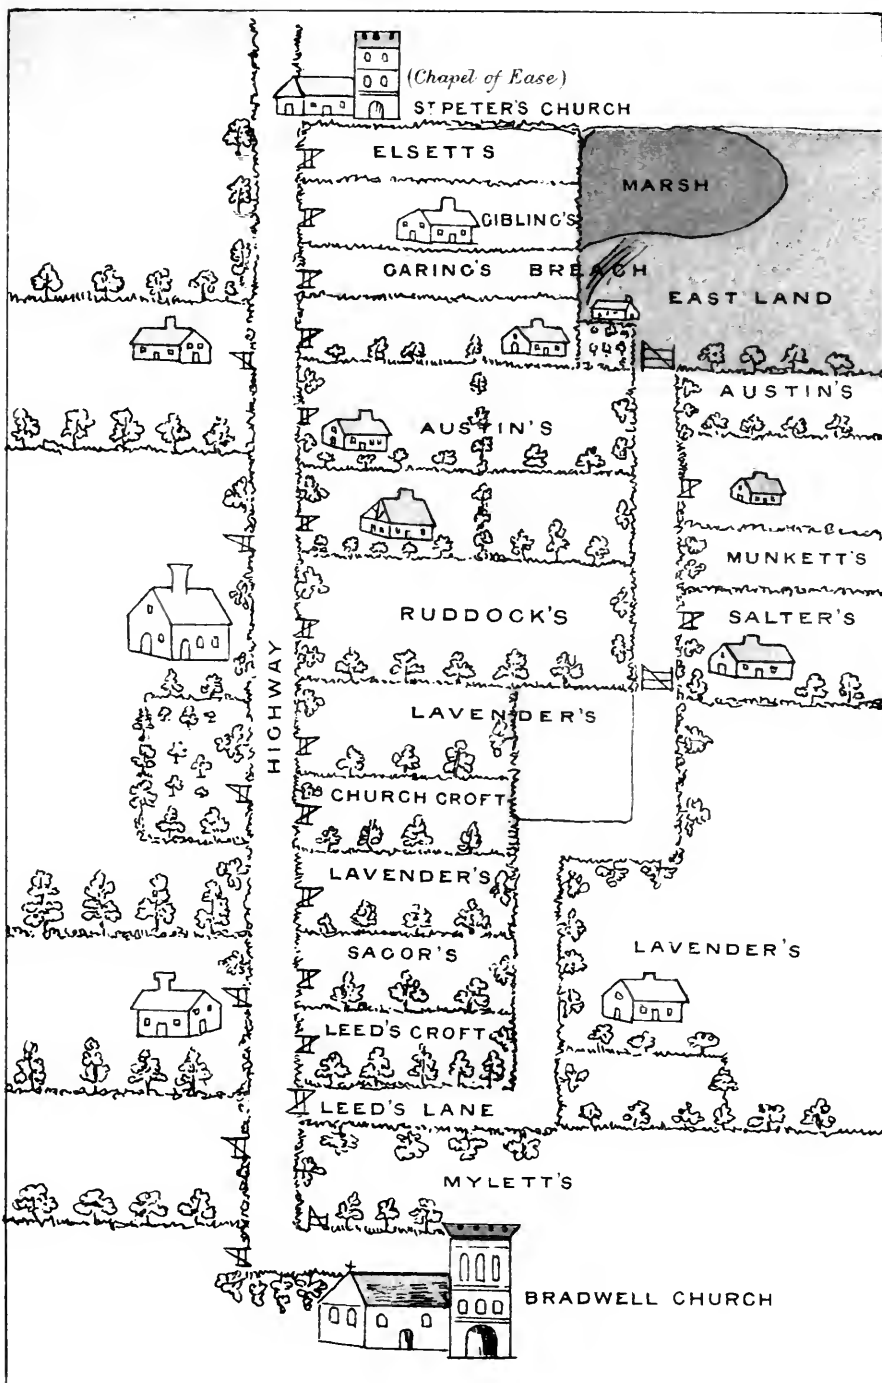 (Chapel of Ease)
ST PETER'S CHURCH
ELSETTS
MARSH
GIBLING'S
GARING'S BREACH
EAST LAND
AUSTIN'S
AUSTIN'S
MUNKETT'S
RUDDOCK'S
SALTER'S
HIGHWAY
LAVENDER'S
CHURCH CROFT
LAVENDER'S
LAVENDER'S
SACOR'S
LEED'S CROFT
LEED'S LANE
MYLETT'S
BRADWELL CHURCH